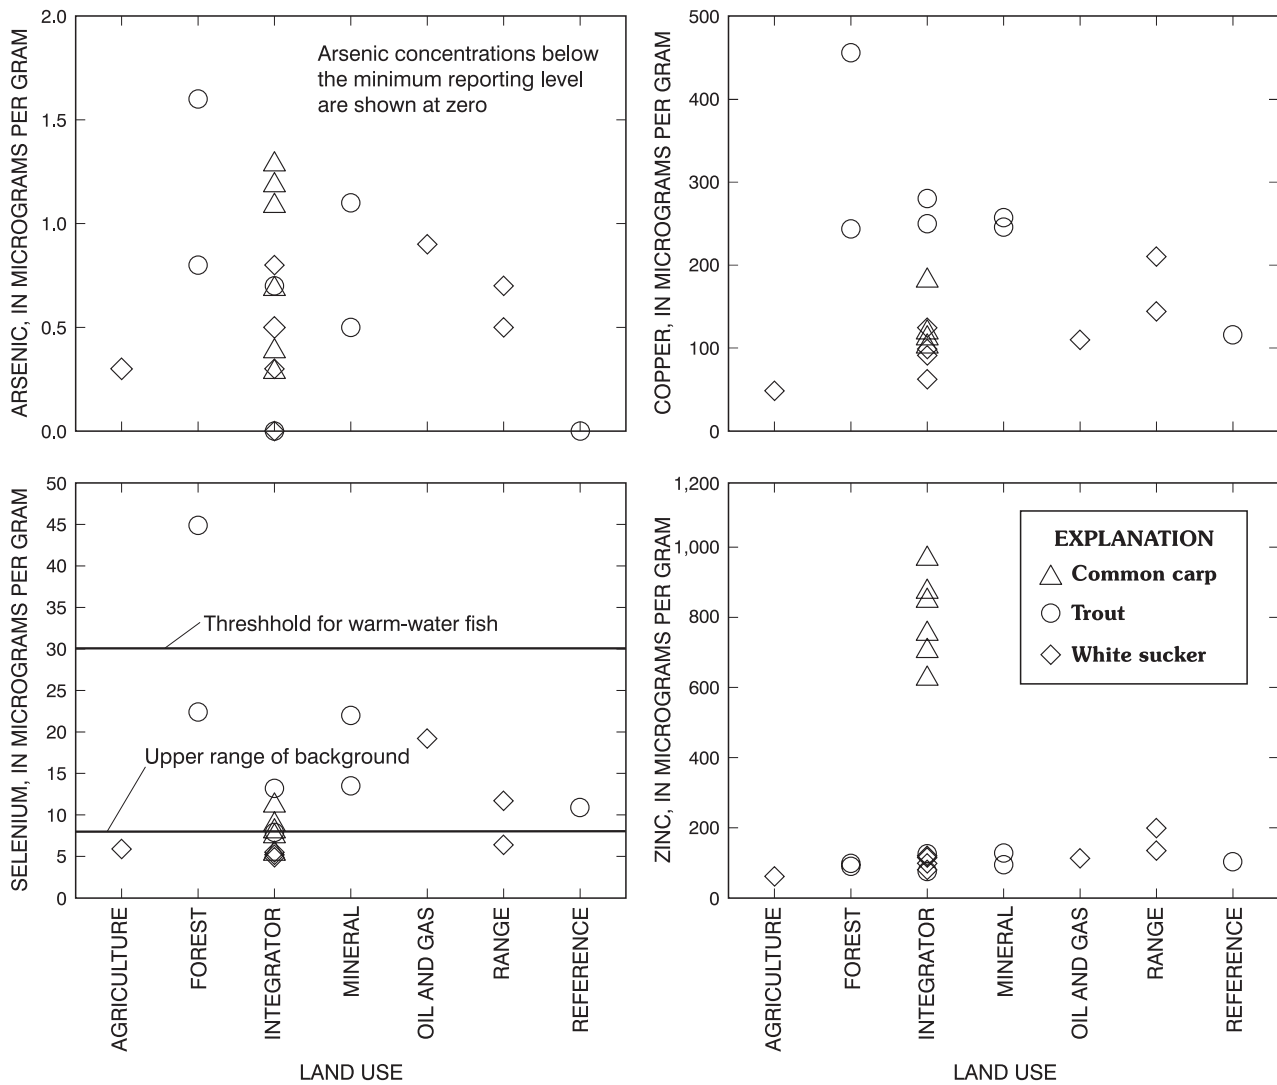 ARSENIC, IN MICROGRAMS PER GRAM
2.0
1.5
1.0
0.5
0.0
Arsenic concentrations below
the minimum reporting level
are shown at zero
COPPER, IN MICROGRAMS PER GRAM
500
400
300
200
100
0
SELENIUM, IN MICROGRAMS PER GRAM
50
45
40
35
30
25
20
15
10
5
0
Threshhold for warm-water fish
Upper range of background
AGRICULTURE
FOREST
INTEGRATOR
MINERAL
OIL AND GAS
RANGE
REFERENCE
LAND USE
ZINC, IN MICROGRAMS PER GRAM
1,200
1,000
800
600
400
200
0
EXPLANATION
Common carp
Trout
White sucker
AGRICULTURE
FOREST
INTEGRATOR
MINERAL
OIL AND GAS
RANGE
REFERENCE
LAND USE